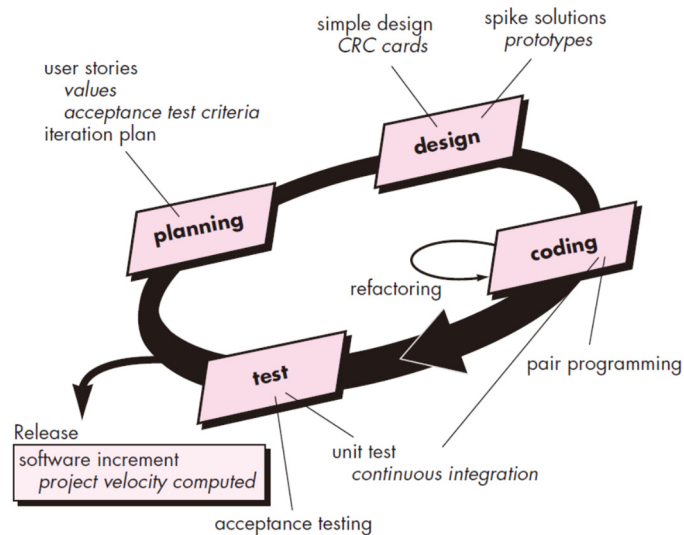 simple design
CRC cards
spike solutions
prototypes
user stories
values
acceptance test criteria
iteration plan
design
planning
coding
refactoring
test
pair programming
Release
software increment
project velocity computed
unit test
continuous integration
acceptance testing